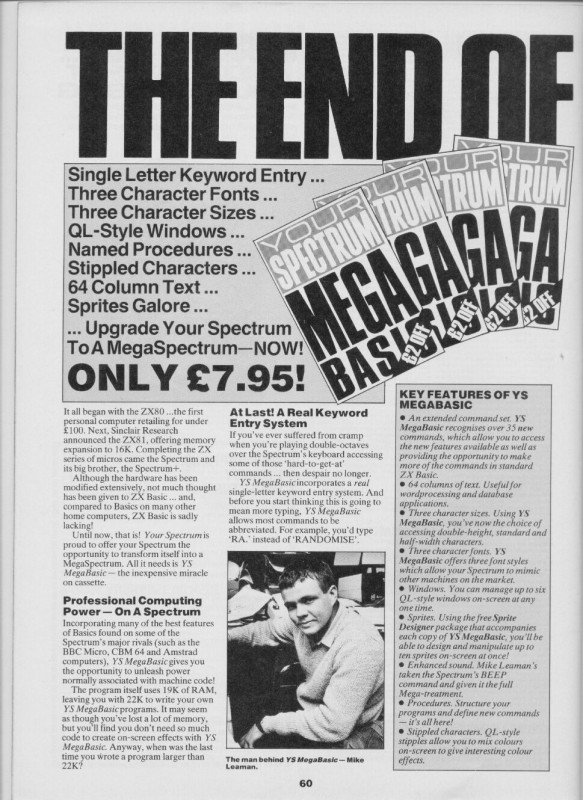 THE END OF
Single Letter Keyword Entry ...
Three Character Fonts ...
Three Character Sizes ...
QL-Style Windows ...
Named Procedures ...
Stippled Characters ...
64 Column Text ...
Sprites Galore ...
... Upgrade Your Spectrum
To A MegaSpectrum—NOW!
ONLY £7.95!
YOUR
SPECTRUM
MEGA
BASIC
£2 OFF
YOUR
TRUM
GA
£2 OFF
UR
TRUM
GA
£2 OFF
UR
TRUM
GA
£2 OFF
It all began with the ZX80 ...the first
personal computer retailing for under
£100. Next, Sinclair Research
announced the ZX81, offering memory
expansion to 16K. Completing the ZX
series of micros came the Spectrum and
its big brother, the Spectrum+.
Although the hardware has been
modified extensively, not much thought
has been given to ZX Basic ... and,
compared to Basics on many other
home computers, ZX Basic is sadly
lacking!
Until now, that is! Your Spectrum is
proud to offer your Spectrum the
opportunity to transform itself into a
MegaSpectrum. All it needs is YS
MegaBasic — the inexpensive miracle
on cassette.
Professional Computing
Power — On A Spectrum
Incorporating many of the best features
of Basics found on some of the
Spectrum's major rivals (such as the
BBC Micro, CBM 64 and Amstrad
computers), YS MegaBasic gives you
the opportunity to unleash power
normally associated with machine code!
The program itself uses 19K of RAM,
leaving you with 22K to write your own
YS MegaBasic programs. It may seem
as though you've lost a lot of memory,
but you'll find you don't need so much
code to create on-screen effects with YS
MegaBasic. Anyway, when was the last
time you wrote a program larger than
22K?
At Last! A Real Keyword
Entry System
If you've ever suffered from cramp
when you're playing double-octaves
over the Spectrum's keyboard accessing
some of those 'hard-to-get-at'
commands ... then despair no longer.
YS MegaBasic incorporates a real
single-letter keyword entry system. And
before you start thinking this is going to
mean more typing, YS MegaBasic
allows most commands to be
abbreviated. For example, you'd type
'RA.' instead of 'RANDOMISE'.
The man behind YS MegaBasic — Mike
Leaman.
KEY FEATURES OF YS
MEGABASIC
● An extended command set. YS
MegaBasic recognises over 35 new
commands, which allow you to access
the new features available as well as
providing the opportunity to make
more of the commands in standard
ZX Basic.
● 64 columns of text. Useful for
wordprocessing and database
applications.
● Three character sizes. Using YS
MegaBasic, you've now the choice of
accessing double-height, standard and
half-width characters.
● Three character fonts. YS
MegaBasic offers three font styles
which allow your Spectrum to mimic
other machines on the market.
● Windows. You can manage up to six
QL-style windows on-screen at any
one time.
● Sprites. Using the free Sprite
Designer package that accompanies
each copy of YS MegaBasic, you'll be
able to design and manipulate up to
ten sprites on-screen at once!
● Enhanced sound. Mike Leaman's
taken the Spectrum's BEEP
command and given it the full
Mega-treatment.
● Procedures. Structure your
programs and define new commands
— it's all here!
● Stippled characters. QL-style
stipples allow you to mix colours
on-screen to give interesting colour
effects.
60